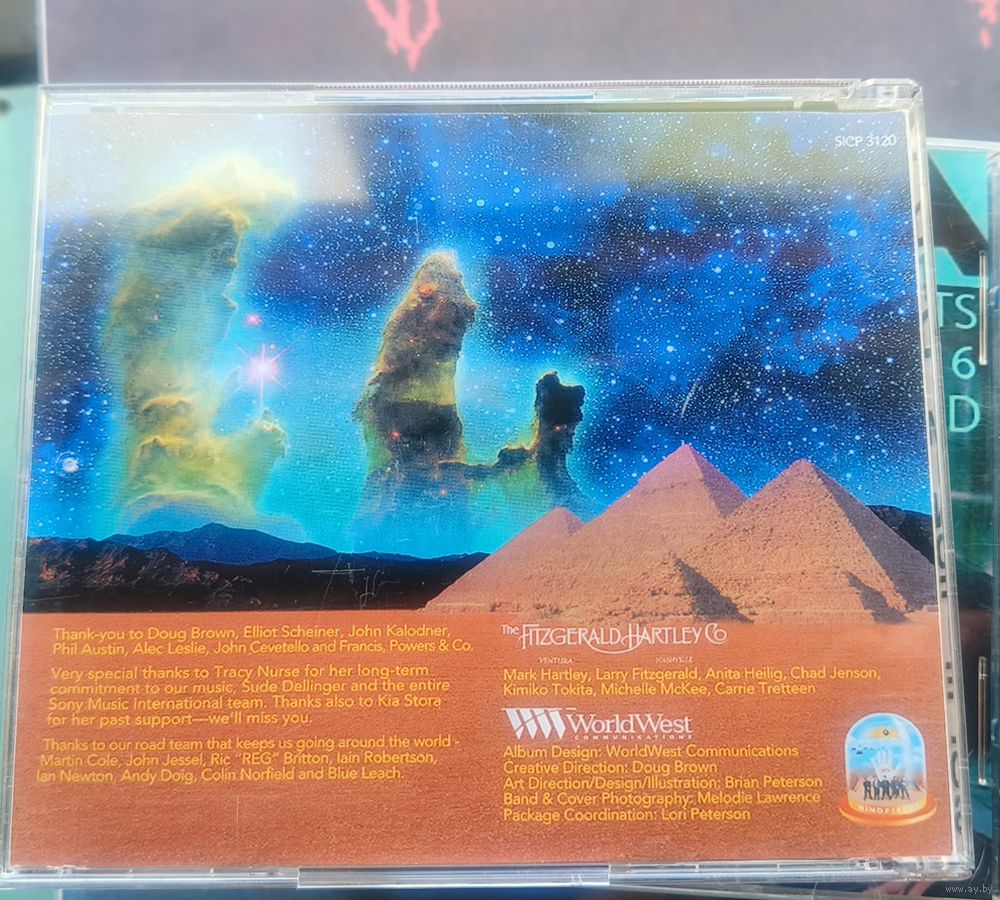 SICP 3120
TS
6
D
Thank-you to Doug Brown, Elliot Scheiner, John Kalodner,
Phil Austin, Alec Leslie, John Cevetello and Francis, Powers & Co.
Very special thanks to Tracy Nurse for her long-term
commitment to our music, Sude Dellinger and the entire
Sony Music International team. Thanks also to Kia Stora
for her past support—we'll miss you.
Thanks to our road team that keeps us going around the world -
Martin Cole, John Jessel, Ric "REG" Britton, Iain Robertson,
Ian Newton, Andy Doig, Colin Norfield and Blue Leach.
The FITZGERALD HARTLEY Co
VENTURA NASHVILLE
Mark Hartley, Larry Fitzgerald, Anita Heilig, Chad Jenson,
Kimiko Tokita, Michelle McKee, Carrie Tretteen
WORLDWEST
COMMUNICATIONS
Album Design: WorldWest Communications
Creative Direction: Doug Brown
Art Direction/Design/Illustration: Brian Peterson
Band & Cover Photography: Melodie Lawrence
Package Coordination: Lori Peterson
MINDFIELDS
www.ay.by